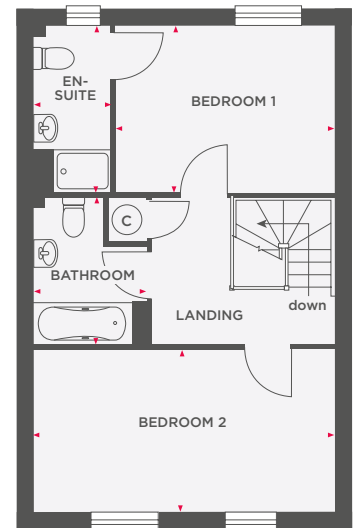 EN-
SUITE
BEDROOM 1
C
BATHROOM
LANDING
down
BEDROOM 2